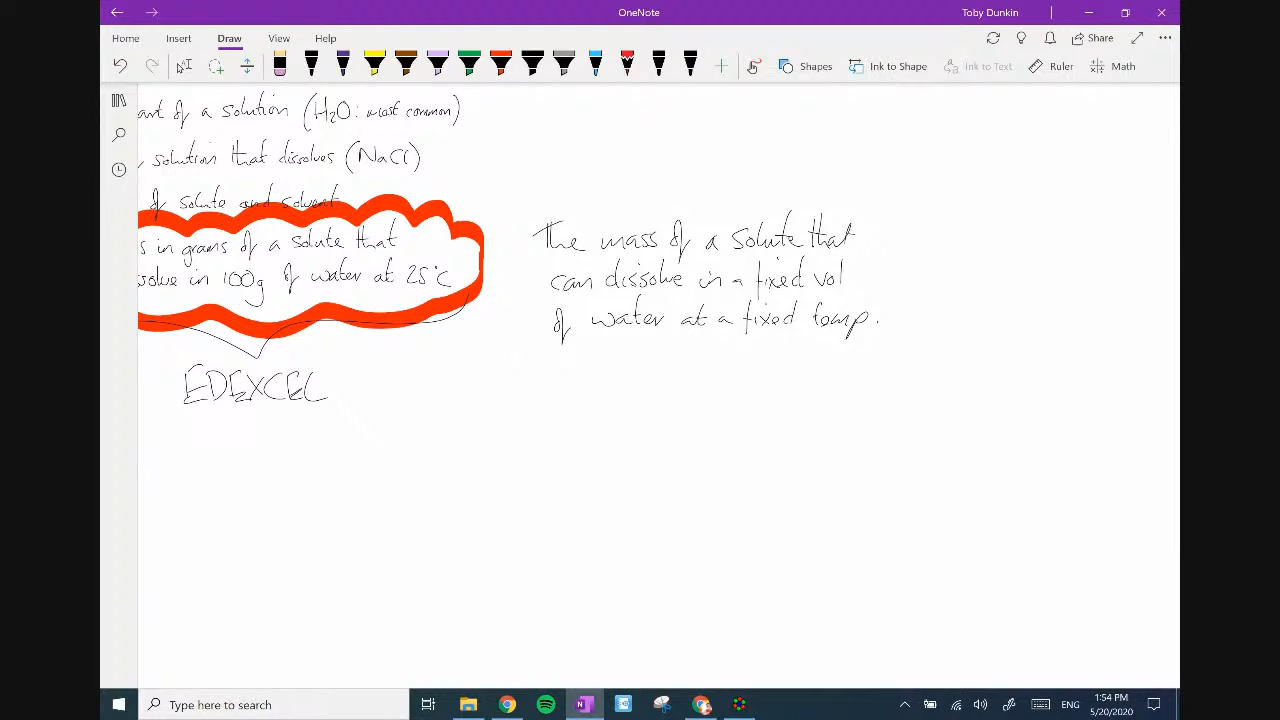 OneNote
Toby Dunkin
Home Insert Draw View Help
Share
Shapes
Ink to Shape
Ink to Text
Ruler
Math
ant of a solution (H₂O: most common)
solution that dissolves (NaCl)
of solute and solvent
s in grams of a solute that
solve in 100g of water at 25°C
EDEXCEL
The mass of a solute that
can dissolve in a fixed vol
of water at a fixed temp.
Type here to search
ENG
1:54 PM
5/20/2020